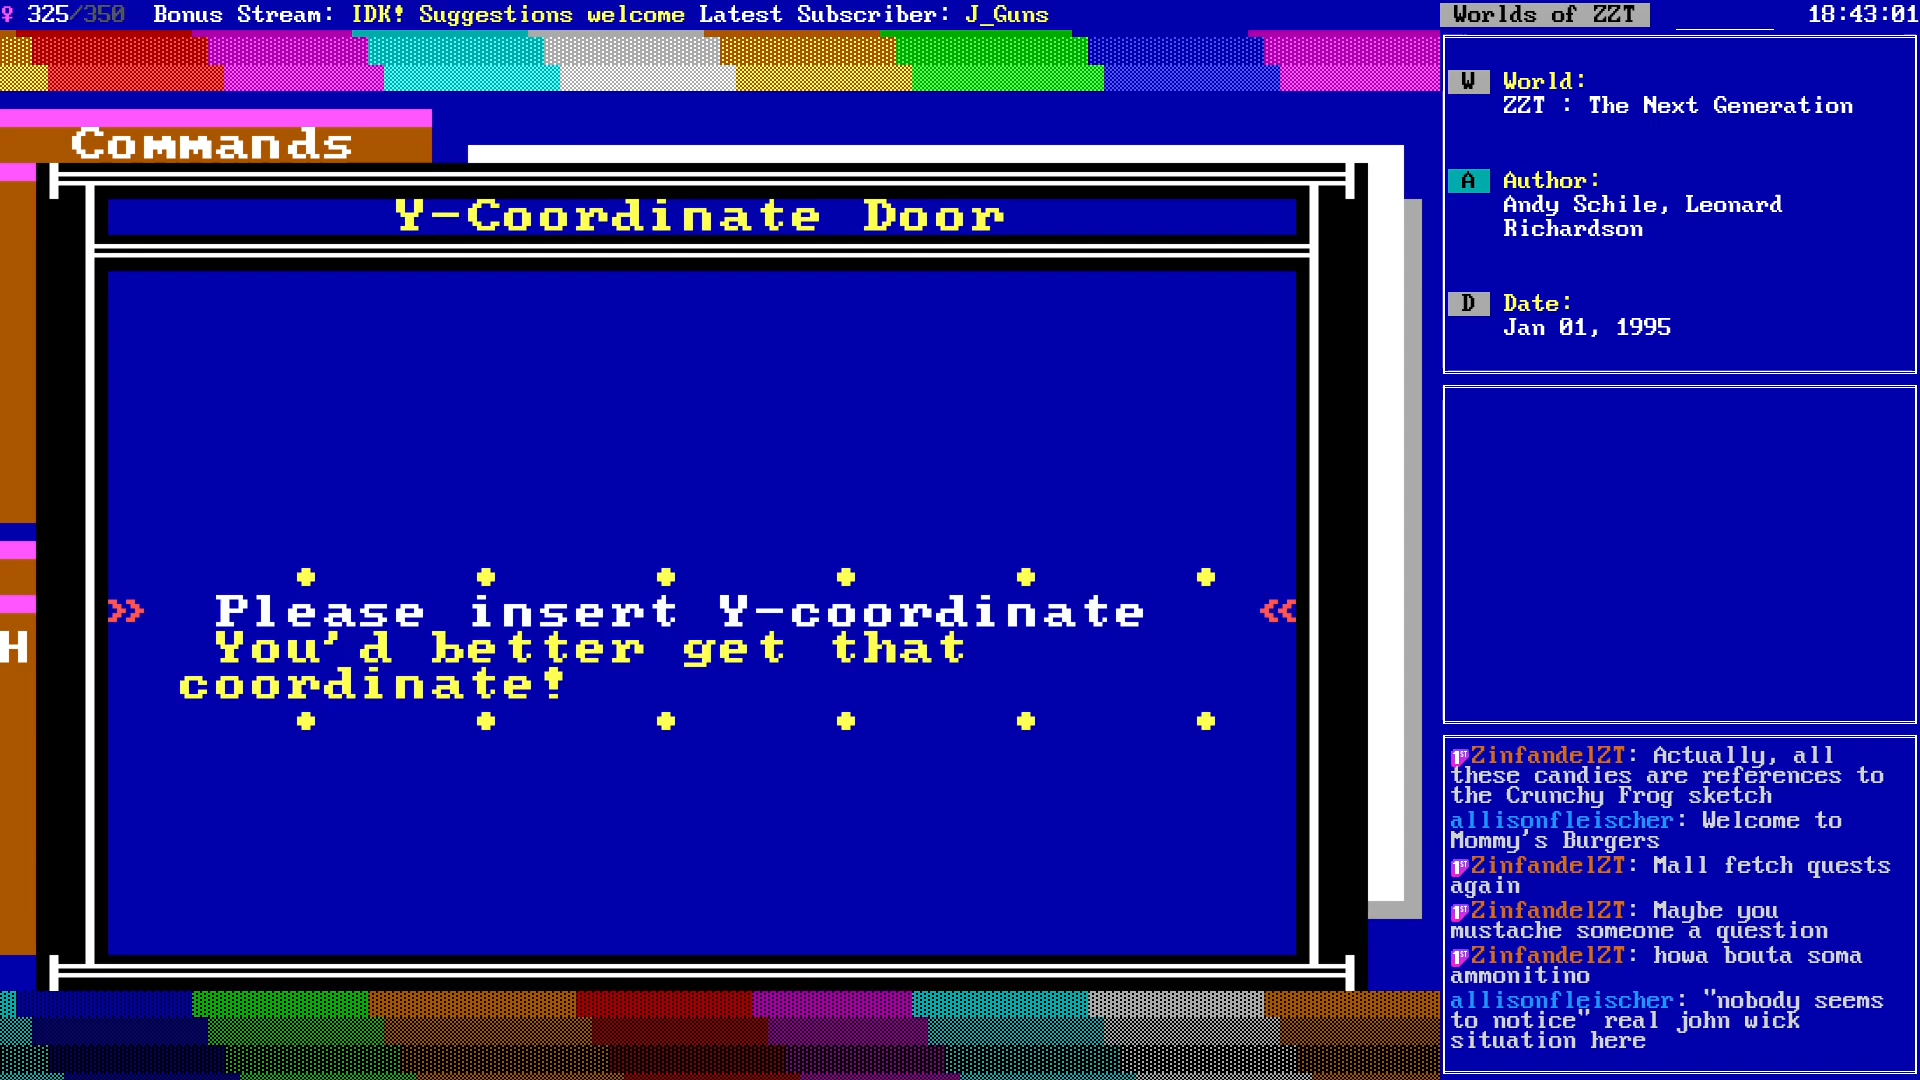 ♀ 325/350 Bonus Stream: IDK! Suggestions welcome Latest Subscriber: J_Guns
Worlds of ZZT
18:43:01
Commands
Y-Coordinate Door
» Please insert Y-coordinate «
You'd better get that
coordinate!
H
W World:
ZZT : The Next Generation
A Author:
Andy Schile, Leonard
Richardson
D Date:
Jan 01, 1995
1ST ZinfandelZT: Actually, all
these candies are references to
the Crunchy Frog sketch
allisonfleischer: Welcome to
Mommy's Burgers
1ST ZinfandelZT: Mall fetch quests
again
1ST ZinfandelZT: Maybe you
mustache someone a question
1ST ZinfandelZT: howa bouta soma
ammonitino
allisonfleischer: "nobody seems
to notice" real john wick
situation here